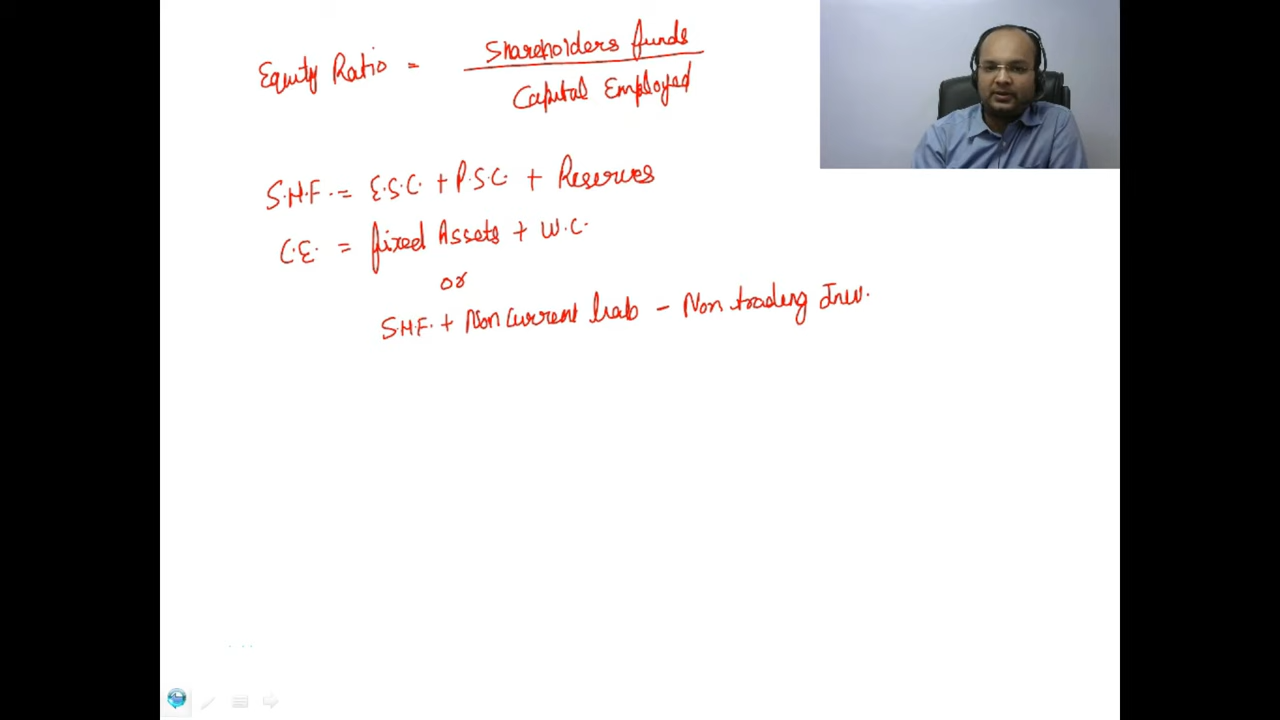 Equity Ratio = Shareholders funds
Capital Employed
S.H.F. = E.S.C. + P.S.C. + Reserves
C.E. = fixed Assets + W.C.
or
S.H.F. + Non Current liab - Non trading Inv.